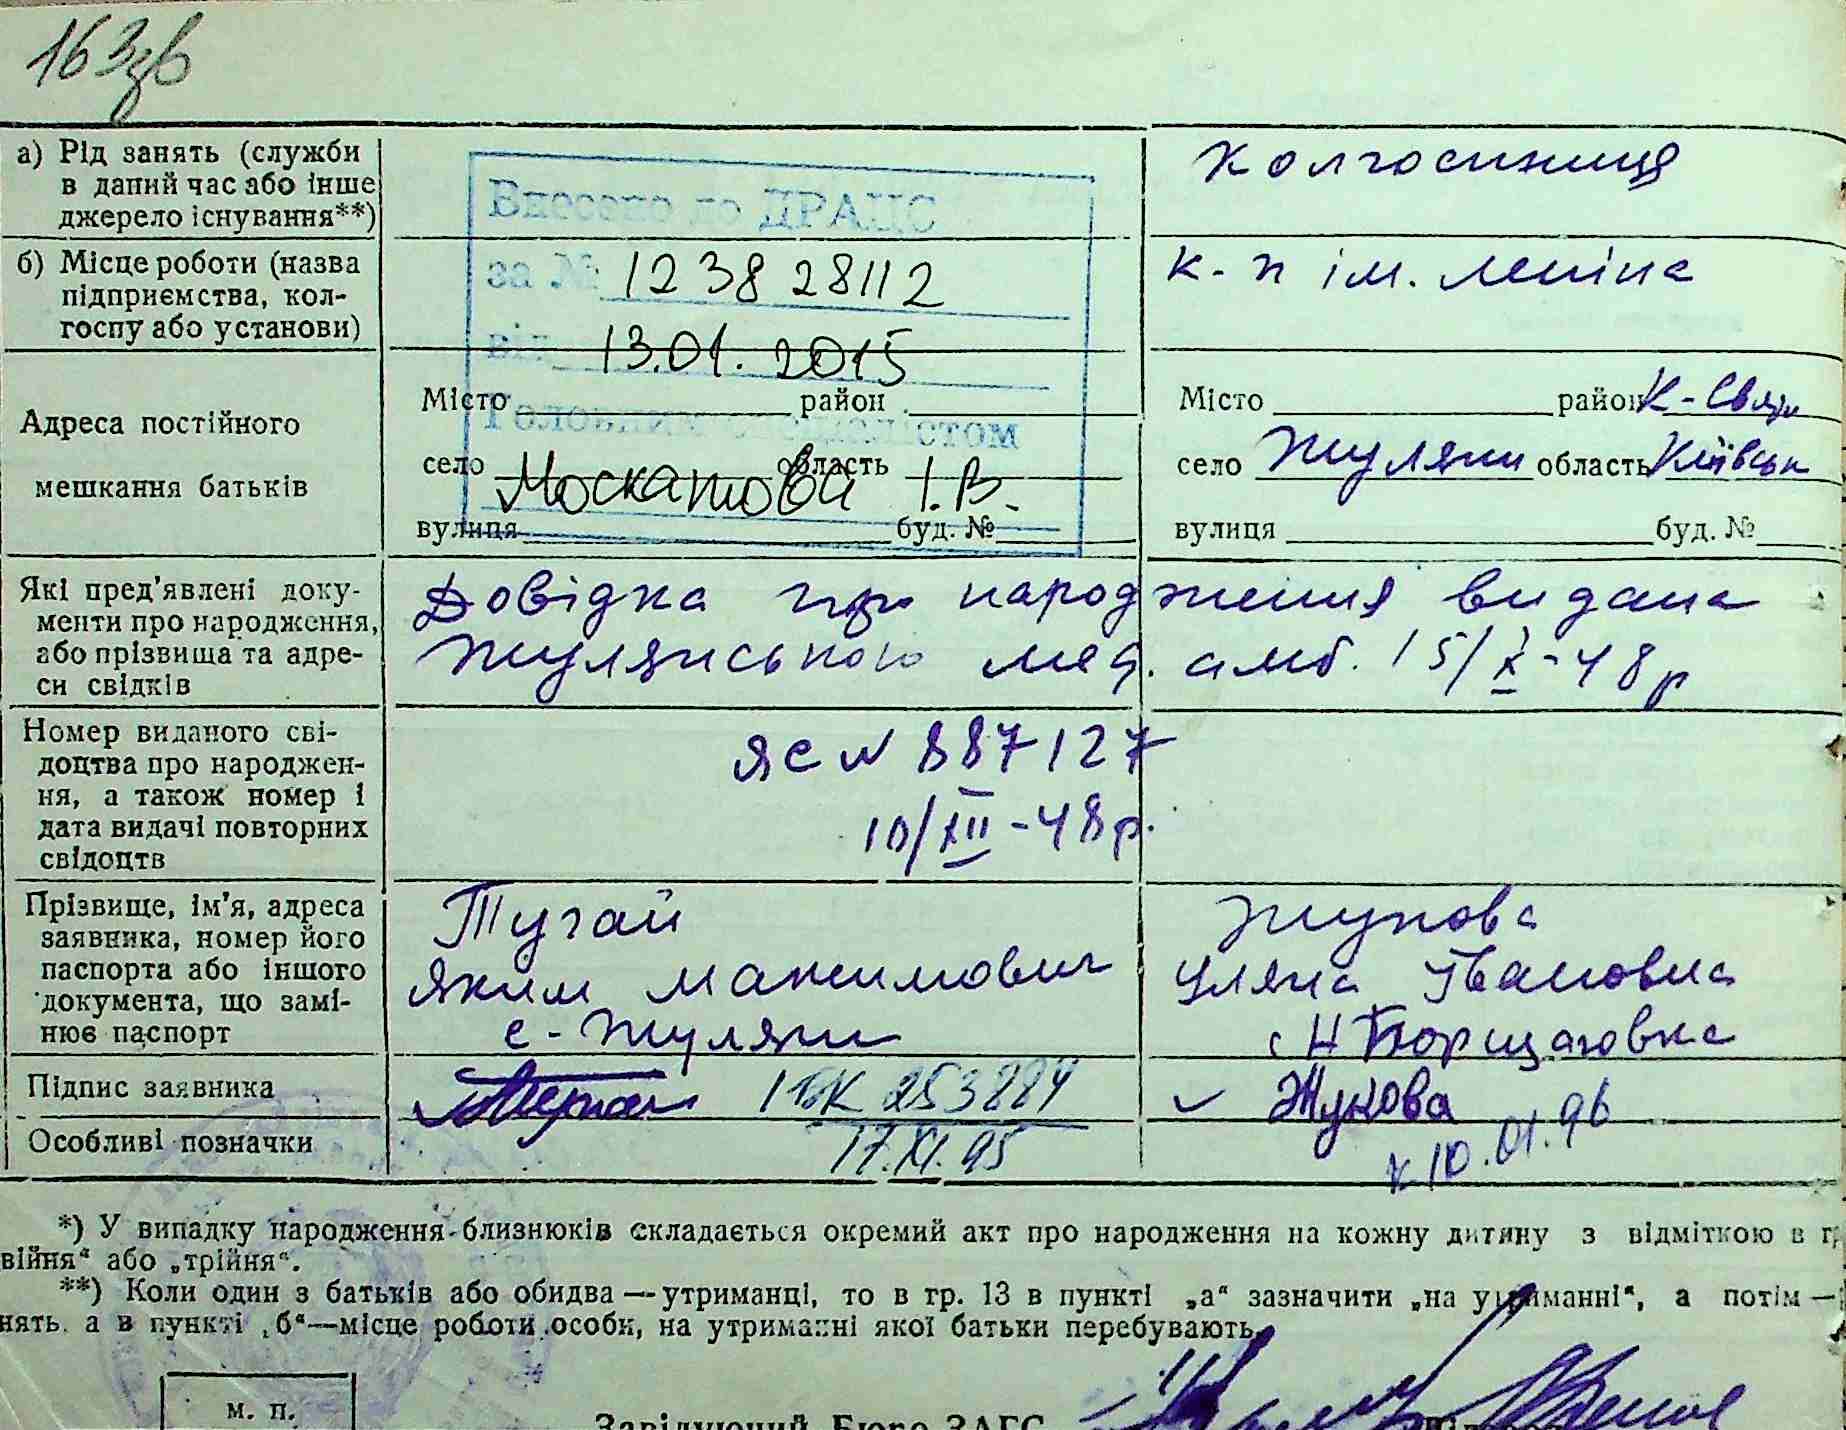 163зв
а) Рід занять (служби
в даний час або інше
джерело існування**)
Колгоспниця
Внесено до ДРАЦС
за № 1238 28112
від 13.01.2015
Головним спеціалістом
Москатова І.В.
б) Місце роботи (назва
підприємства, кол-
госпу або установи)
к-п ім. Леніна
Адреса постійного
мешкання батьків
Місто район
село область
вулиця буд. №
Місто район К-Свят
село Жуляни область Київськ
вулиця буд. №
Які пред'явлені доку-
менти про народження,
або прізвища та адре-
си свідків
Довідка про народження видана
Жулянською мед. амб. 15/X-48р
Номер виданого сві-
доцтва про народжен-
ня, а також номер і
дата видачі повторних
свідоцтв
ЯС N 887127
10/XII-48р.
Прізвище, ім'я, адреса
заявника, номер його
паспорта або іншого
документа, що замі-
нює паспорт
Тугай
Яким Максимович
с-Жуляни
Жукова
Уляна Івановна
с Н Борщаговка
Підпис заявника
253884
Жукова
Особливі позначки
17.XI.95
10.01.96
*) У випадку народження близнюків складається окремий акт про народження на кожну дитину з відміткою в гр
війня“ або „трійня“.
**) Коли один з батьків або обидва — утриманці, то в гр. 13 в пункті „а“ зазначити „на утриманні“, а потім —
нять, а в пункті „б“—місце роботи особи, на утриманні якої батьки перебувають.
м. п.
Завідуючий Бюро ЗАГС